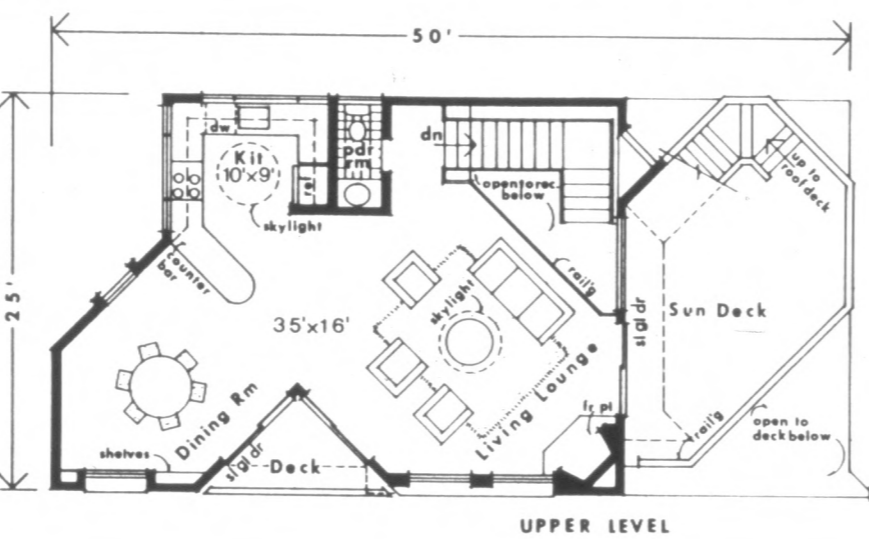 50'
25'
dw
Kit
10'x9'
ref
pdr
rm
dn
open to rec.
below
up to
roof deck
skylight
counter
bar
rail'g
skylight
35'x16'
sl gl dr
Sun Deck
Dining Rm
Living Lounge
fr. pl
rail'g
open to
deck below
shelves
sl gl dr
Deck
UPPER LEVEL